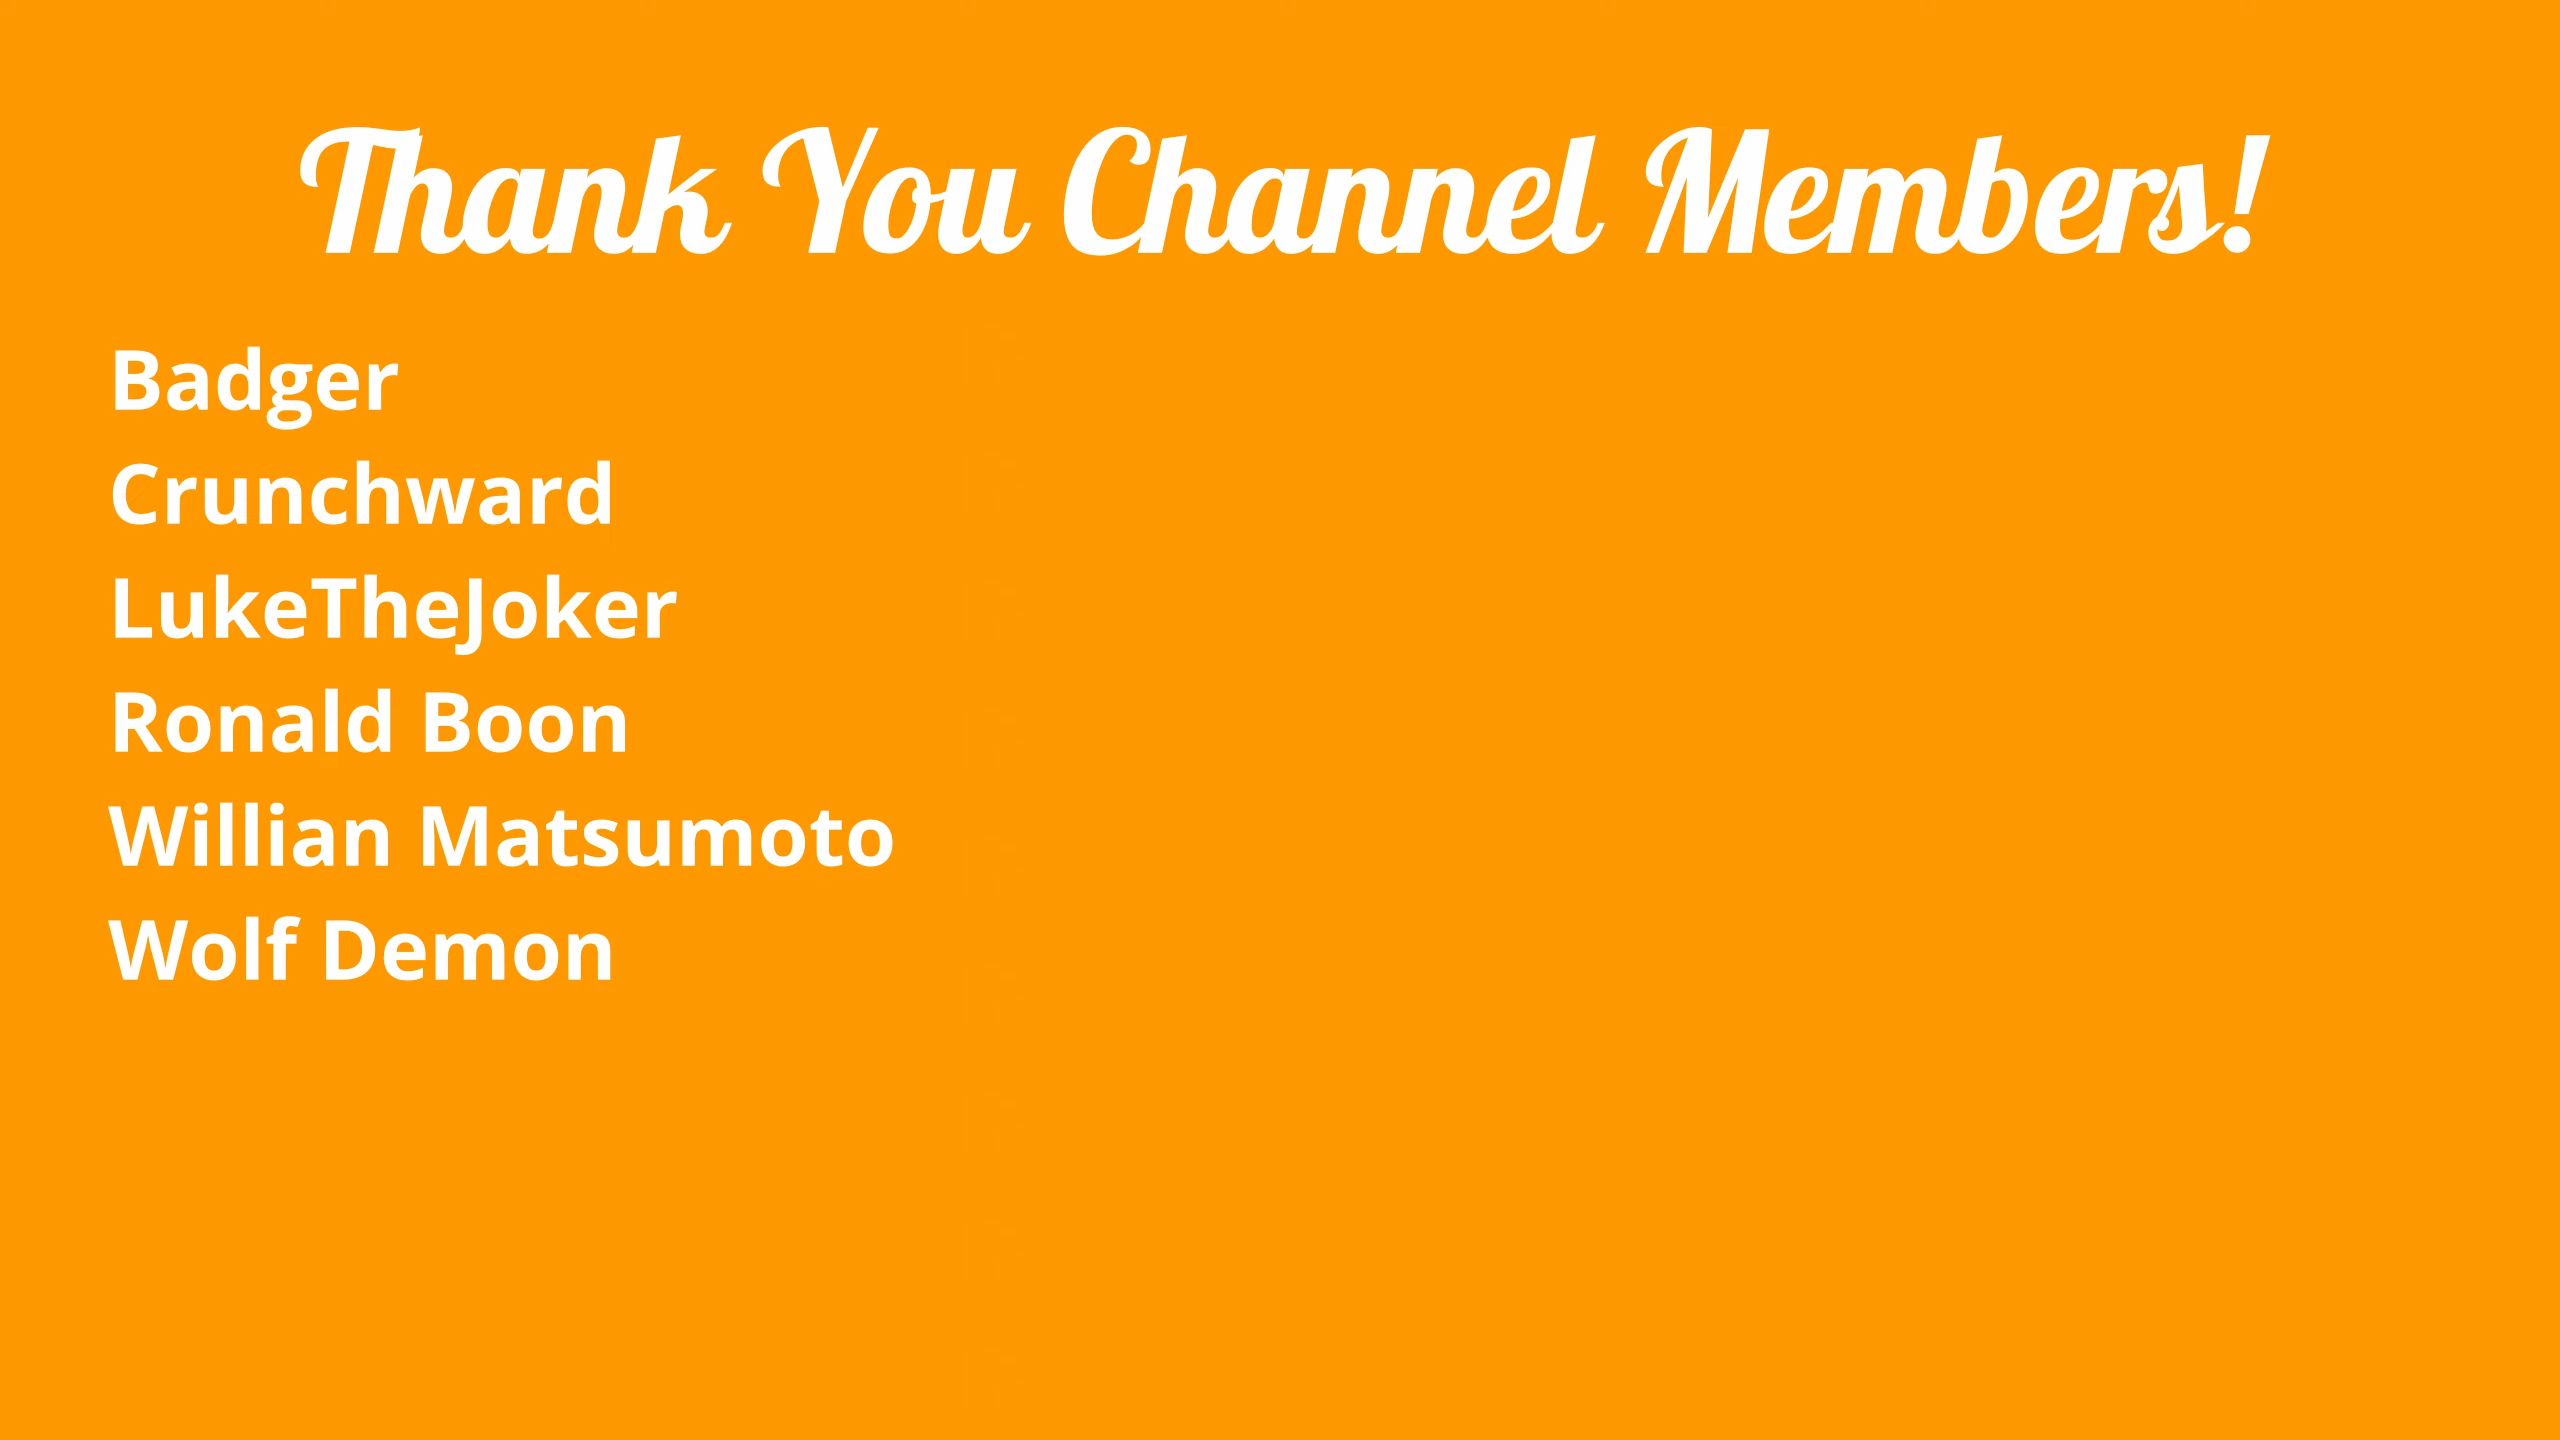 Thank You Channel Members!
Badger
Crunchward
LukeTheJoker
Ronald Boon
Willian Matsumoto
Wolf Demon